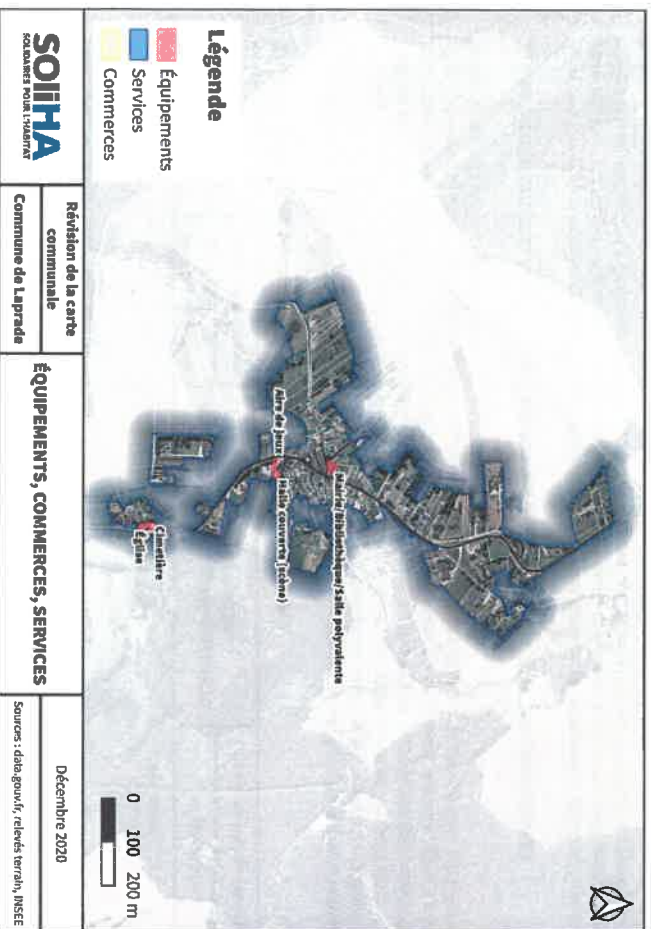 Légende
Équipements
Services
Commerces
Mairie/Bibliothèque/Salle polyvalente
Aire de jeux
Halle couverte (scène)
Cimetière
Église
0 100 200 m
SOliHA
SOLIDAIRES POUR L'HABITAT
Révision de la carte
communale
Commune de Laprade
ÉQUIPEMENTS, COMMERCES, SERVICES
Décembre 2020
Sources : data.gouv.fr, relevés terrain, INSEE